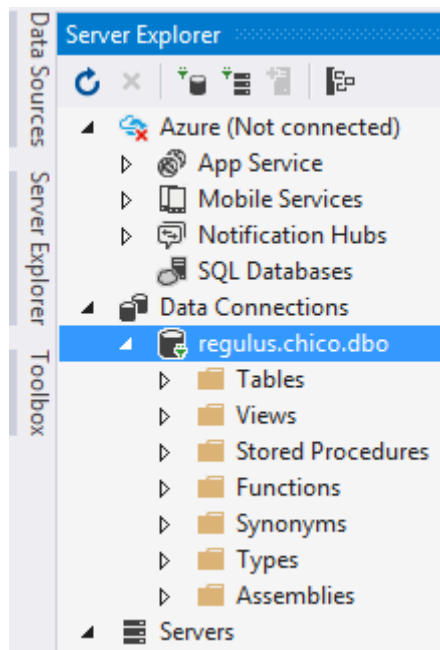 Data Sources
Server Explorer
Toolbox
Server Explorer
Azure (Not connected)
App Service
Mobile Services
Notification Hubs
SQL Databases
Data Connections
regulus.chico.dbo
Tables
Views
Stored Procedures
Functions
Synonyms
Types
Assemblies
Servers